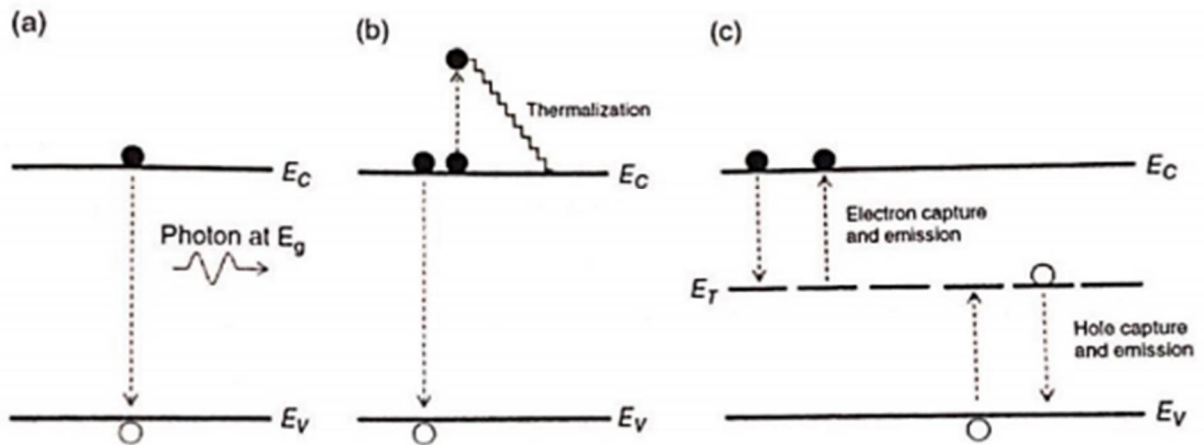 (a)
(b)
(c)
Thermalization
E_C
E_C
E_C
Photon at E_g
Electron capture
and emission
E_T
Hole capture
and emission
E_V
E_V
E_V